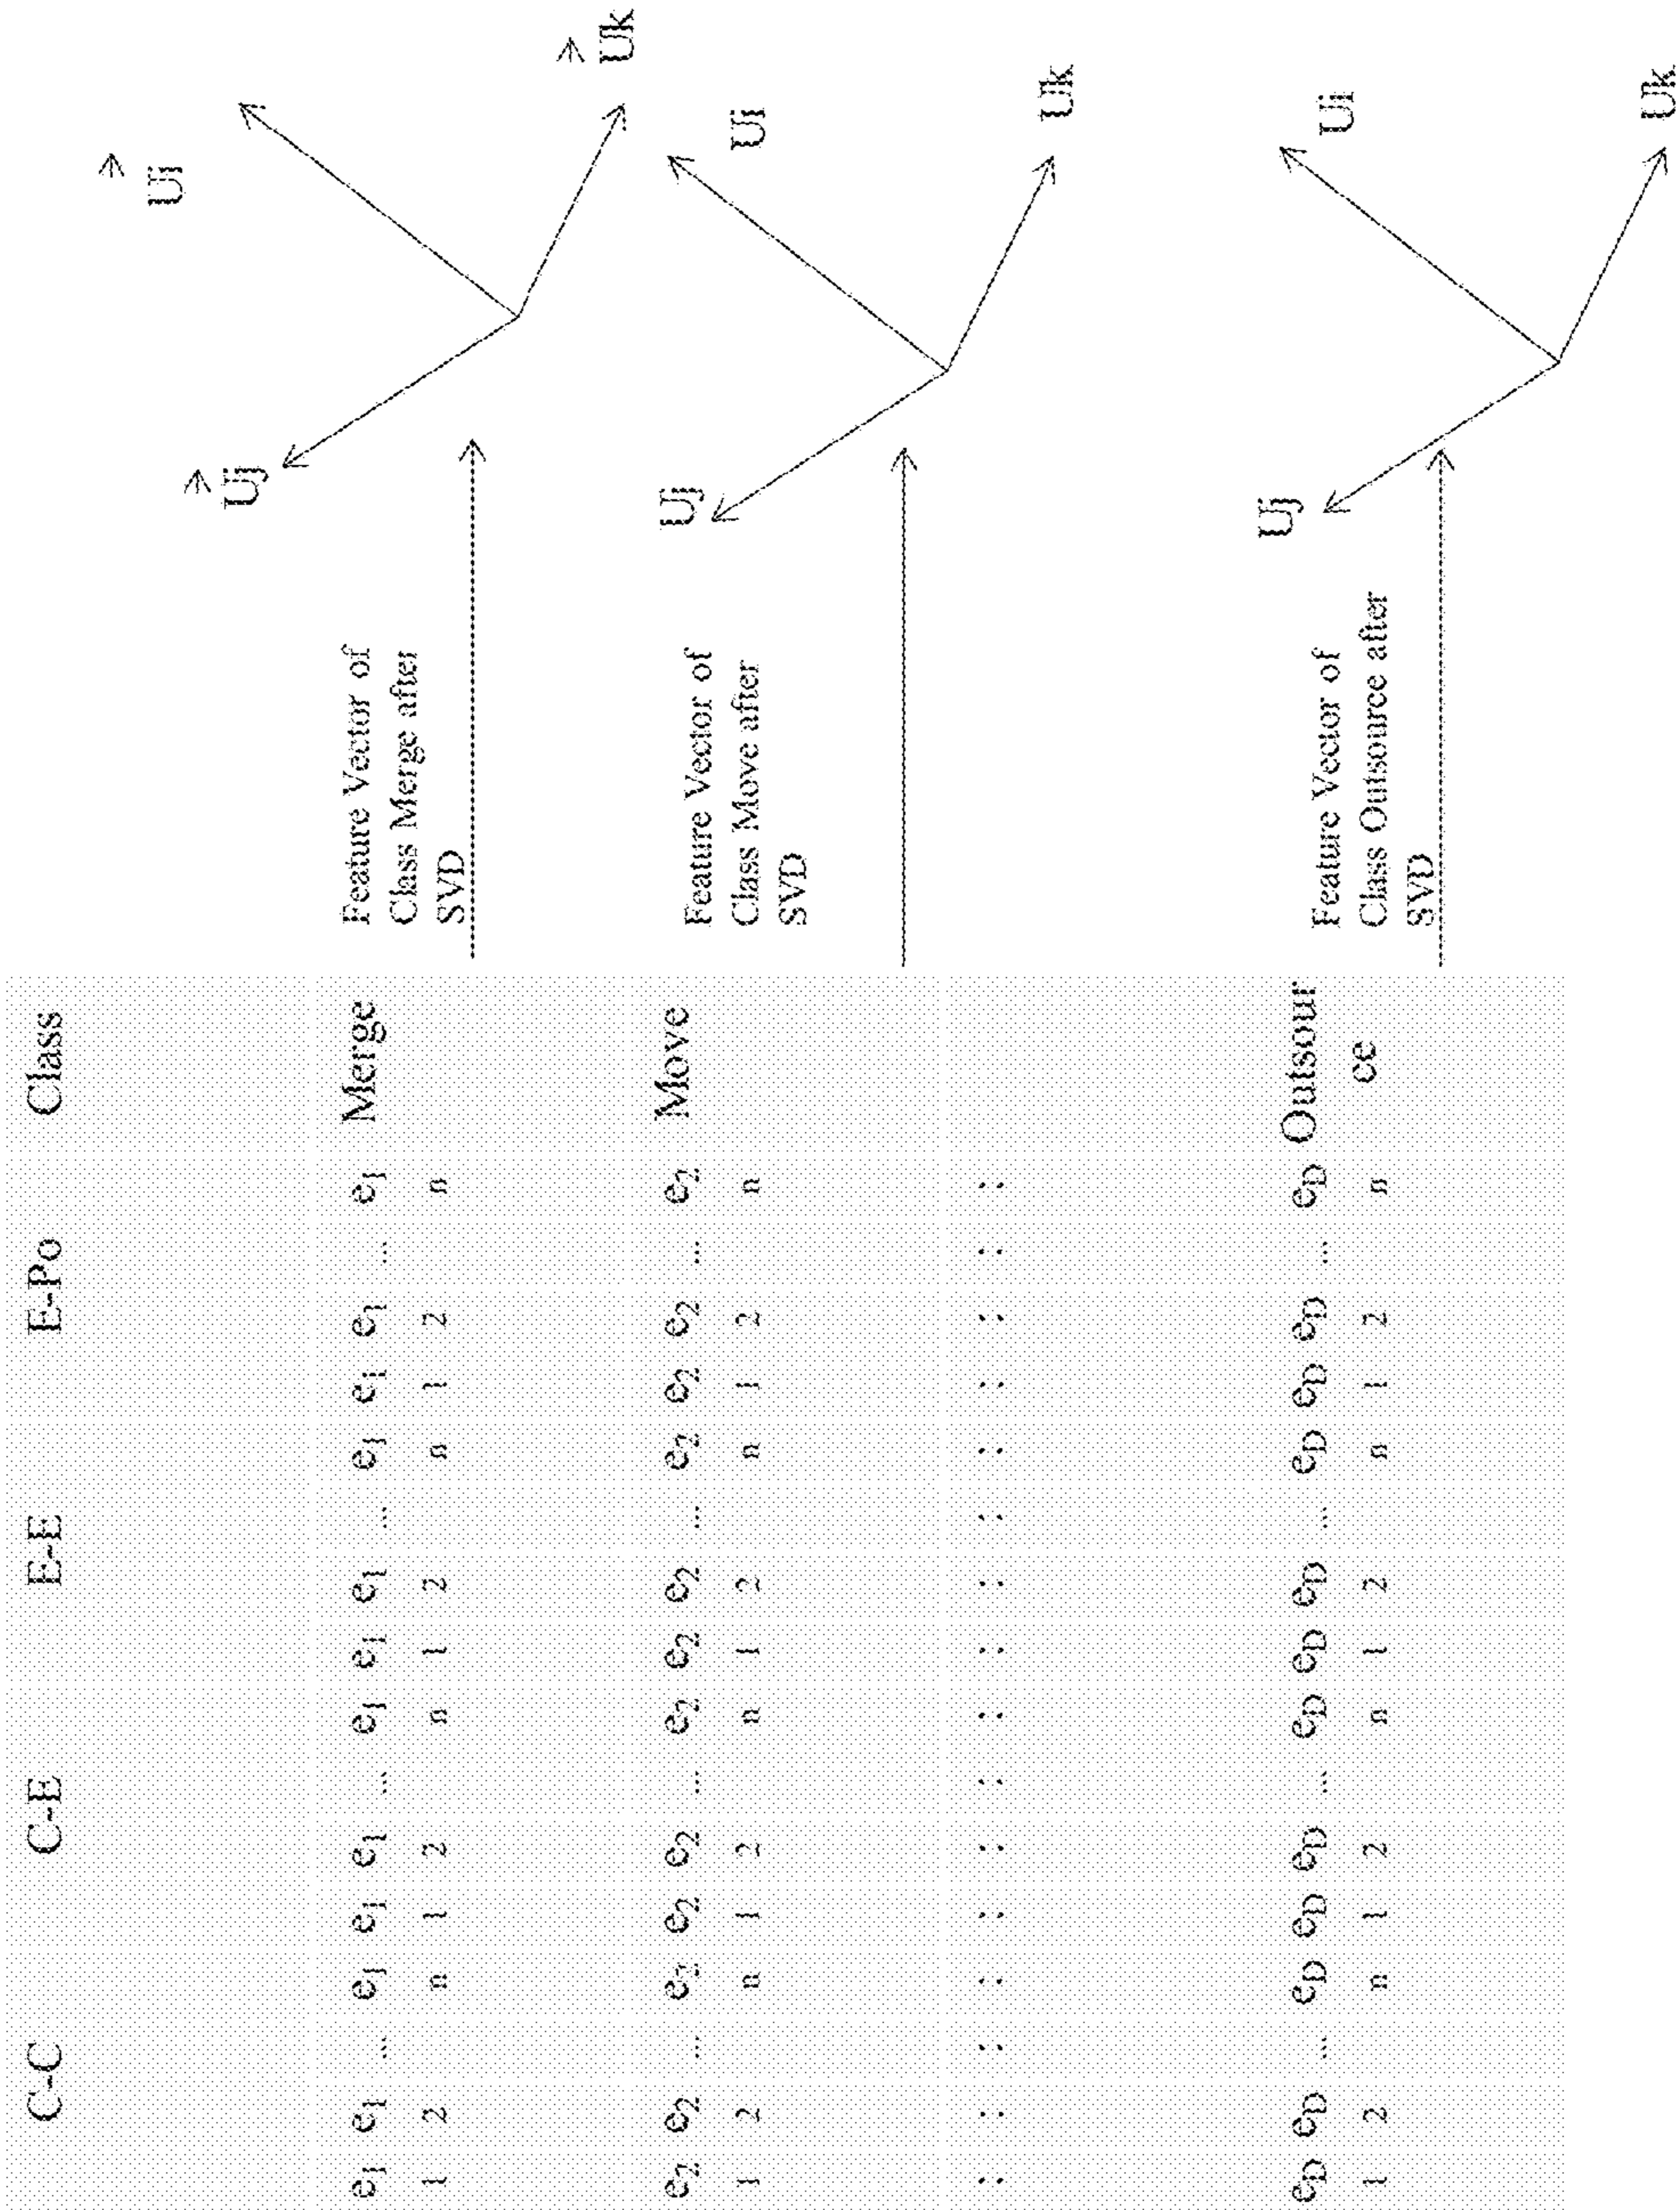 C-C C-E E-E E-Po Class
e1 e1 ... e1 e1 e1 ... e1 e1 e1 ... e1 e1 e1 ... e1 Merge
1 2 n 1 2 n 1 2 n 1 2 n
Feature Vector of
Class Merge after
SVD
^
Ui
^
Uj
^
Uk
e2 e2 ... e2 e2 e2 ... e2 e2 e2 ... e2 e2 e2 ... e2 Move
1 2 n 1 2 n 1 2 n 1 2 n
Feature Vector of
Class Move after
SVD
Ui
Uj
Uk
: : : : : : : : : : : : : : : :
eD eD ... eD eD eD ... eD eD eD ... eD eD eD ... eD Outsour
1 2 n 1 2 n 1 2 n 1 2 n ce
Feature Vector of
Class Outsource after
SVD
Ui
Uj
Uk